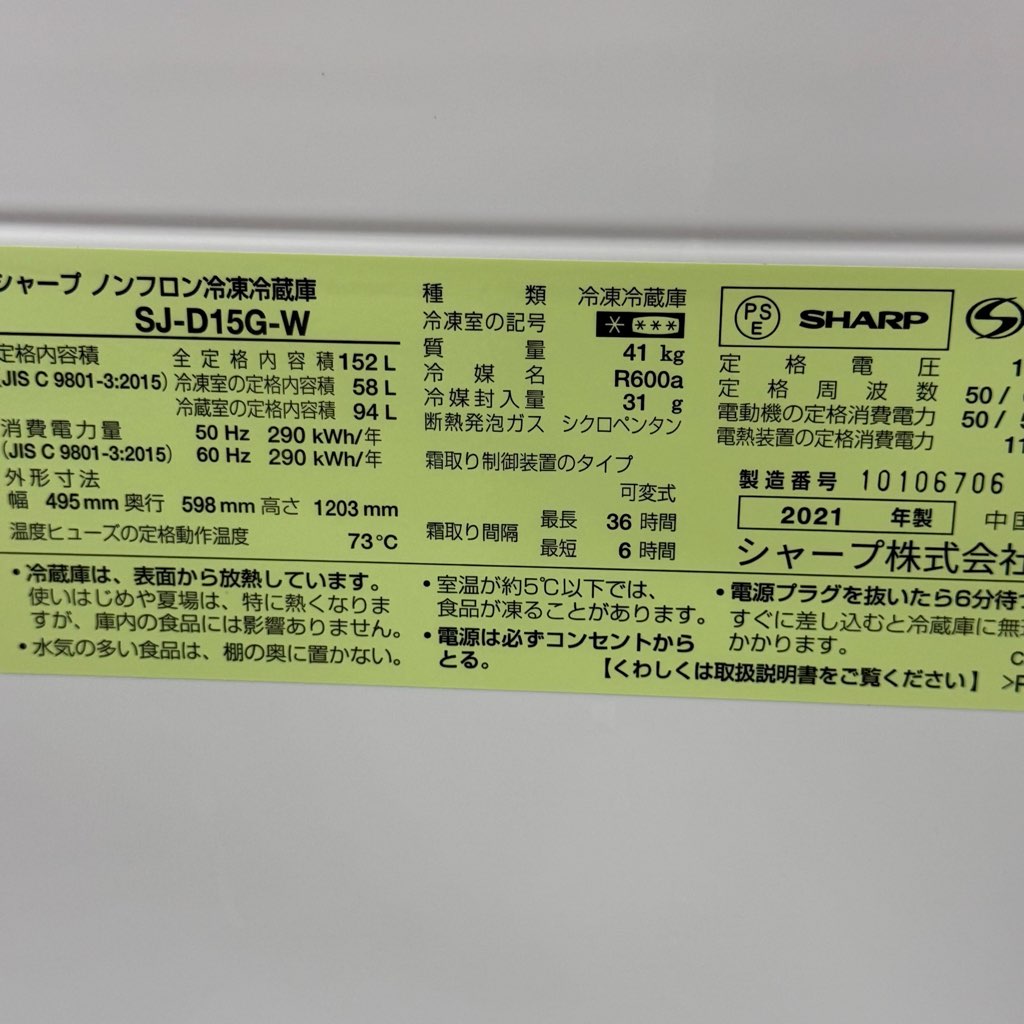 シャープ ノンフロン冷凍冷蔵庫
SJ-D15G-W
定格内容積 全定格内容積 152 L
(JIS C 9801-3:2015) 冷凍室の定格内容積 58 L
冷蔵室の定格内容積 94 L
消費電力量 50 Hz 290 kWh/年
(JIS C 9801-3:2015) 60 Hz 290 kWh/年
外形寸法
幅 495 mm 奥行 598 mm 高さ 1203 mm
温度ヒューズの定格動作温度 73℃
種類 冷凍冷蔵庫
冷凍室の記号 * ***
質量 41 kg
冷媒名 R600a
冷媒封入量 31 g
断熱発泡ガス シクロペンタン
霜取り制御装置のタイプ
可変式
霜取り間隔 最長 36 時間
最短 6 時間
PSE SHARP
定格電圧
定格周波数 50 /
電動機の定格消費電力 50 /
電熱装置の定格消費電力
製造番号 10106706
2021 年製 中国
シャープ株式会社
・冷蔵庫は、表面から放熱しています。
使いはじめや夏場は、特に熱くなりま
すが、庫内の食品には影響ありません。
・水気の多い食品は、棚の奥に置かない。
・室温が約5℃以下では、
食品が凍ることがあります。
・電源は必ずコンセントから
とる。
・電源プラグを抜いたら6分待つ
すぐに差し込むと冷蔵庫に無
かかります。
【くわしくは取扱説明書をご覧ください】